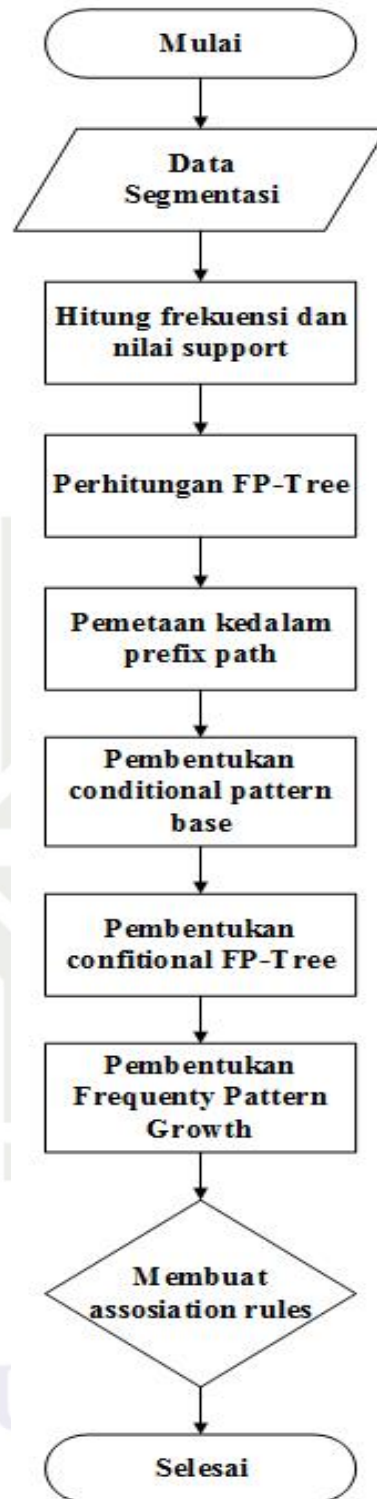 Mulai
Data
Segmentasi
Hitung frekuensi dan
nilai support
Perhitungan FP-Tree
Pemetaan kedalam
prefix path
Pembentukan
conditional pattern
base
Pembentukan
confitional FP-Tree
Pembentukan
Frequenty Pattern
Growth
Membuat
assosiation rules
Selesai